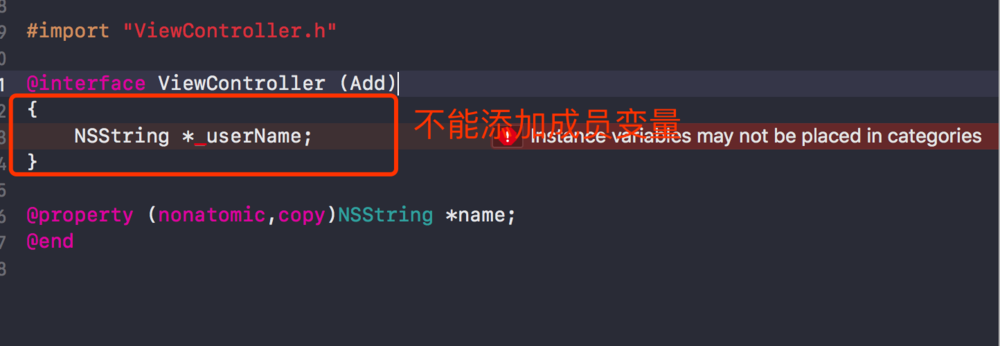 8
9
#import "ViewController.h"
0
1
@interface ViewController (Add)
2
{
不能添加成员变量
3
NSString *_userName;
Instance variables may not be placed in categories
4
}
5
6
@property (nonatomic,copy)NSString *name;
7
@end
8